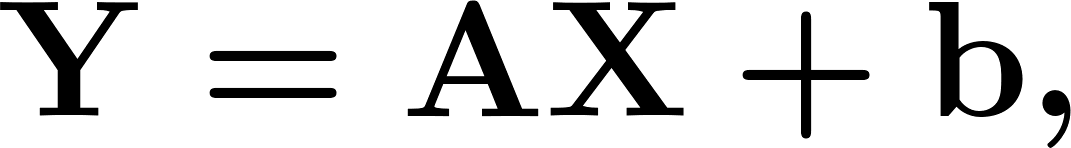 Y = AX + b,